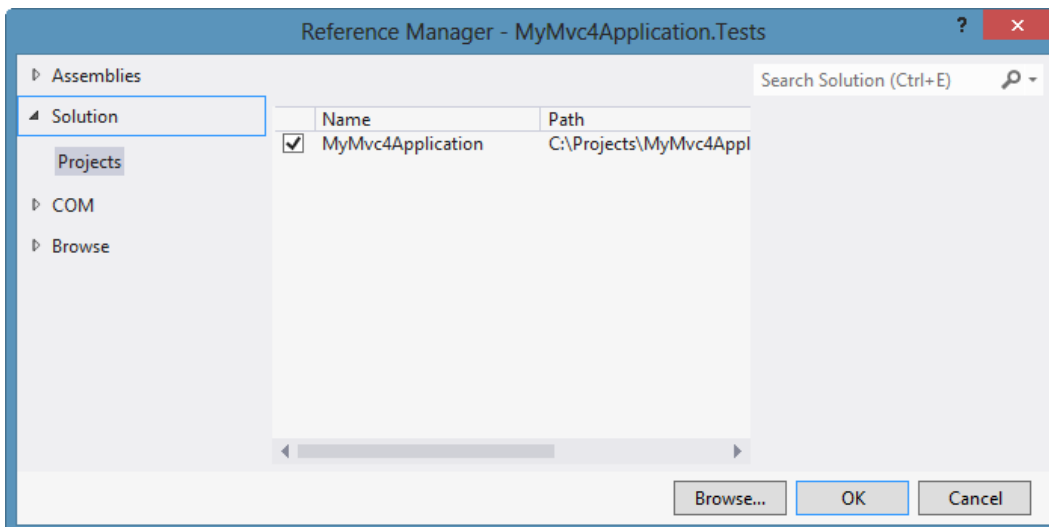 Reference Manager - MyMvc4Application.Tests
?
Assemblies
Search Solution (Ctrl+E)
Solution
Name Path
MyMvc4Application C:\Projects\MyMvc4Appl
Projects
COM
Browse
Browse... OK Cancel